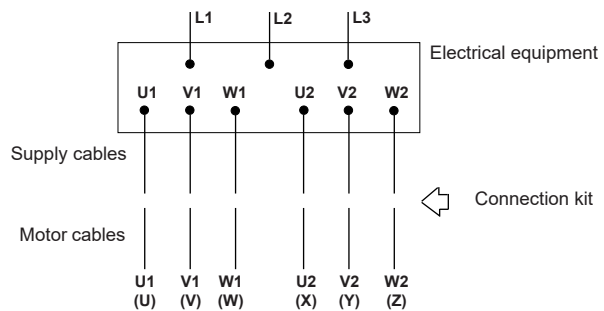 L1 L2 L3
Electrical equipment
U1 V1 W1 U2 V2 W2
Supply cables
Connection kit
Motor cables
U1 V1 W1 U2 V2 W2
(U) (V) (W) (X) (Y) (Z)